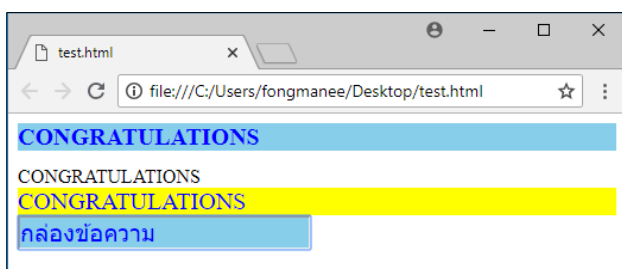 test.html
file:///C:/Users/fongmanee/Desktop/test.html
CONGRATULATIONS
CONGRATULATIONS
CONGRATULATIONS
กล่องข้อความ